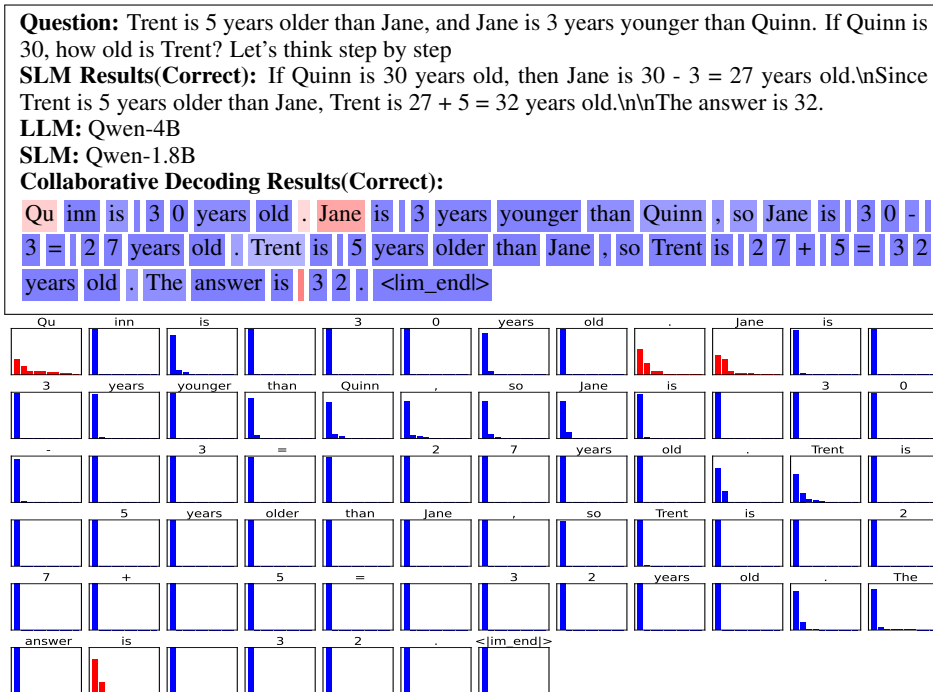 Question: Trent is 5 years older than Jane, and Jane is 3 years younger than Quinn. If Quinn is
30, how old is Trent? Let's think step by step
SLM Results(Correct): If Quinn is 30 years old, then Jane is 30 - 3 = 27 years old.\nSince
Trent is 5 years older than Jane, Trent is 27 + 5 = 32 years old.\n\nThe answer is 32.
LLM: Qwen-4B
SLM: Qwen-1.8B
Collaborative Decoding Results(Correct):
Qu inn is 3 0 years old . Jane is 3 years younger than Quinn , so Jane is 3 0 -
3 = 2 7 years old . Trent is 5 years older than Jane , so Trent is 2 7 + 5 = 3 2
years old . The answer is 3 2 . <|im_end|>
Qu inn is 3 0 years old . Jane is
3 years younger than Quinn , so Jane is 3 0
- 3 = 2 7 years old . Trent is
5 years older than Jane , so Trent is 2
7 + 5 = 3 2 years old . The
answer is 3 2 . <|im_end|>